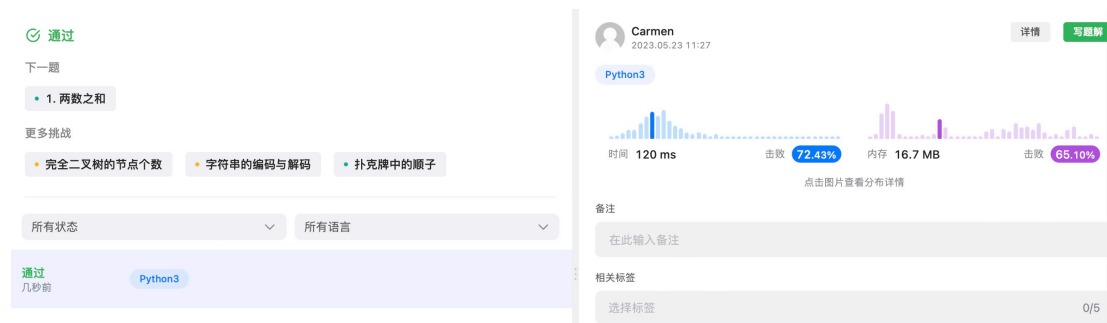 通过
下一题
1. 两数之和
更多挑战
完全二叉树的节点个数
字符串的编码与解码
扑克牌中的顺子
所有状态
所有语言
通过
几秒前
Python3
Carmen
2023.05.23 11:27
详情
写题解
Python3
时间 120 ms 击败 72.43%
内存 16.7 MB 击败 65.10%
点击图片查看分布详情
备注
在此输入备注
相关标签
选择标签
0/5